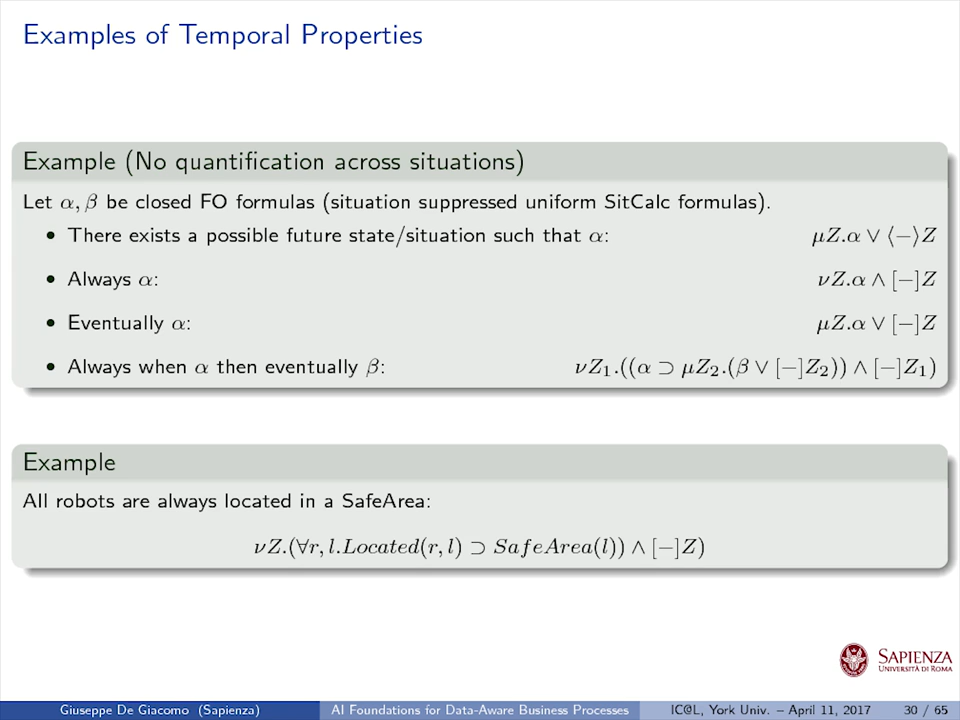 Examples of Temporal Properties
Example (No quantification across situations)
Let α, β be closed FO formulas (situation suppressed uniform SitCalc formulas).
• There exists a possible future state/situation such that α: μZ.α ∨ ⟨−⟩Z
• Always α: νZ.α ∧ [−]Z
• Eventually α: μZ.α ∨ [−]Z
• Always when α then eventually β: νZ₁.((α ⊃ μZ₂.(β ∨ [−]Z₂)) ∧ [−]Z₁)
Example
All robots are always located in a SafeArea:
νZ.(∀r, l.Located(r, l) ⊃ SafeArea(l)) ∧ [−]Z)
SAPIENZA
UNIVERSITÀ DI ROMA
Giuseppe De Giacomo (Sapienza) AI Foundations for Data-Aware Business Processes IC@L, York Univ. – April 11, 2017 30 / 65